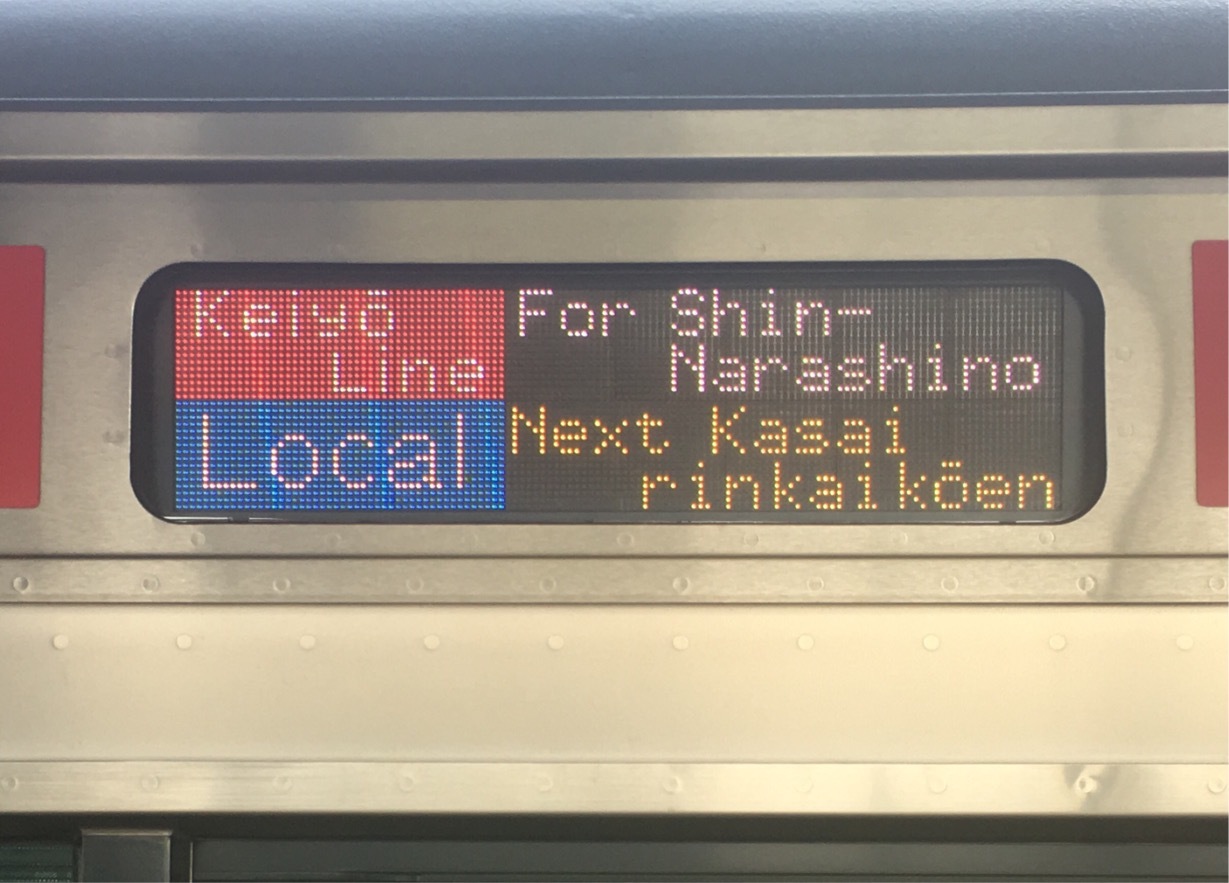 Keiyō
Line
Local
For Shin-
Narashino
Next Kasai
rinkaikōen